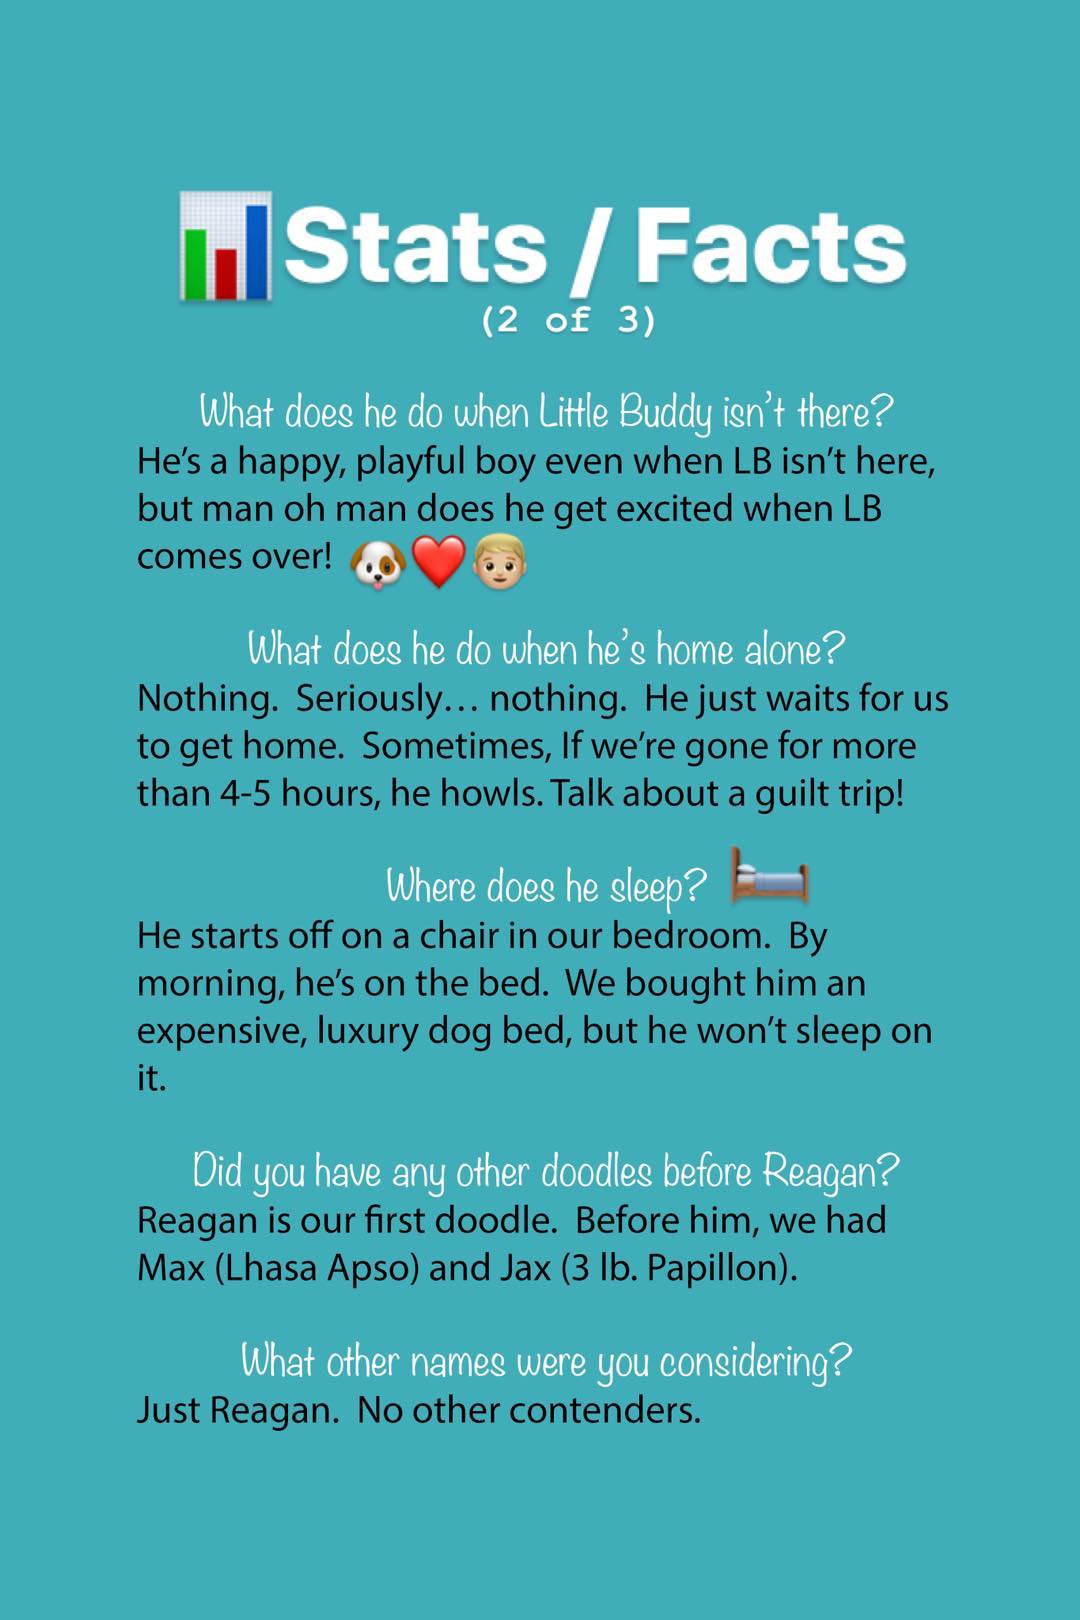 Stats / Facts
(2 of 3)
What does he do when Little Buddy isn’t there?
He’s a happy, playful boy even when LB isn’t here,
but man oh man does he get excited when LB
comes over!
What does he do when he’s home alone?
Nothing.  Seriously… nothing.  He just waits for us
to get home.  Sometimes, If we’re gone for more
than 4-5 hours, he howls. Talk about a guilt trip!
Where does he sleep?
He starts off on a chair in our bedroom.  By
morning, he’s on the bed.  We bought him an
expensive, luxury dog bed, but he won’t sleep on
it.
Did you have any other doodles before Reagan?
Reagan is our first doodle.  Before him, we had
Max (Lhasa Apso) and Jax (3 lb. Papillon).
What other names were you considering?
Just Reagan.  No other contenders.